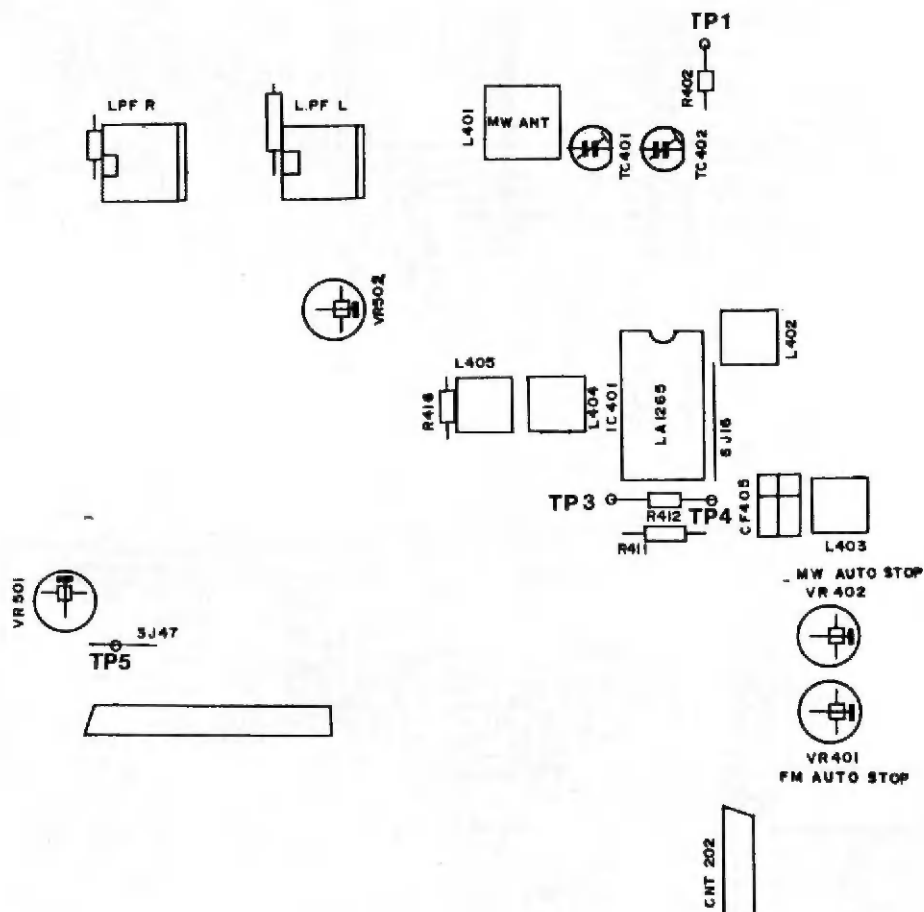 TP1
R402
LPF R
L.PF L
L401
MW ANT
TC401
TC402
VR502
L402
L405
R416
L404
IC401
LA1265
SJ16
TP3
R412
TP4
CF405
R411
L403
MW AUTO STOP
VR 402
VR501
SJ47
TP5
VR401
FM AUTO STOP
CNT 202